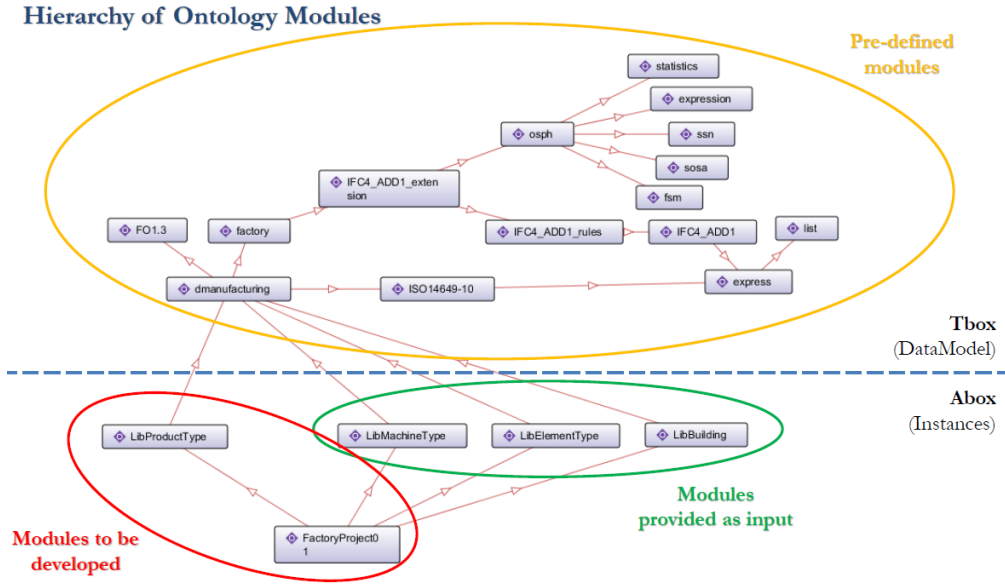 Hierarchy of Ontology Modules
Pre-defined
modules
statistics
expression
osph
ssn
sosa
IFC4_ADD1_exten
sion
fsm
FO1.3
factory
IFC4_ADD1_rules
IFC4_ADD1
list
dmanufacturing
ISO14649-10
express
Tbox
(DataModel)
Abox
(Instances)
LibProductType
LibMachineType
LibElementType
LibBuilding
Modules
provided as input
Modules to be
developed
FactoryProject0
1